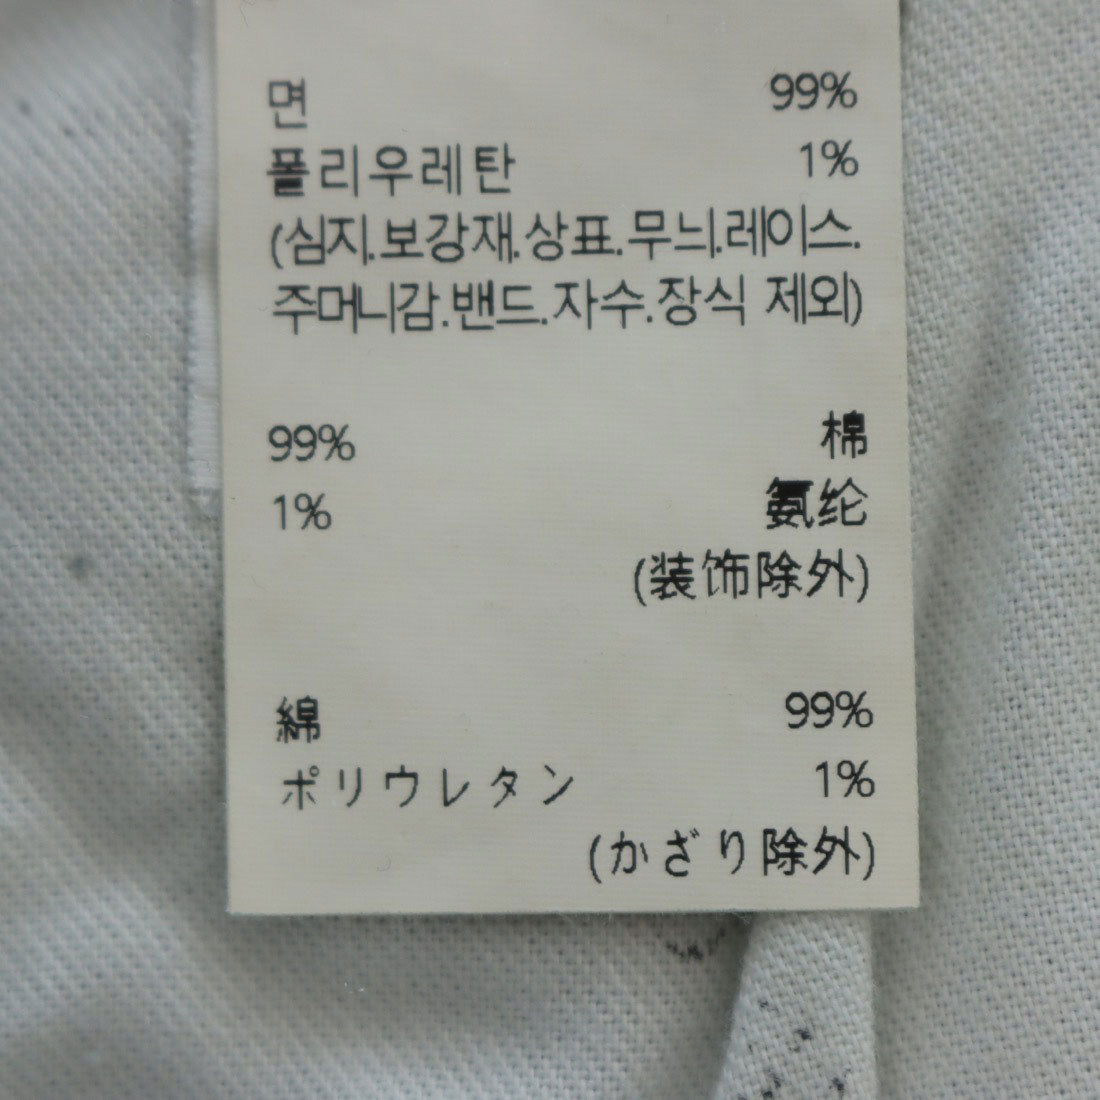 면 99%
폴리우레탄 1%
(심지.보강재.상표.무늬.레이스.
주머니감.밴드.자수.장식 제외)
99% 棉
1% 氨纶
(装饰除外)
綿 99%
ポリウレタン 1%
(かざり除外)